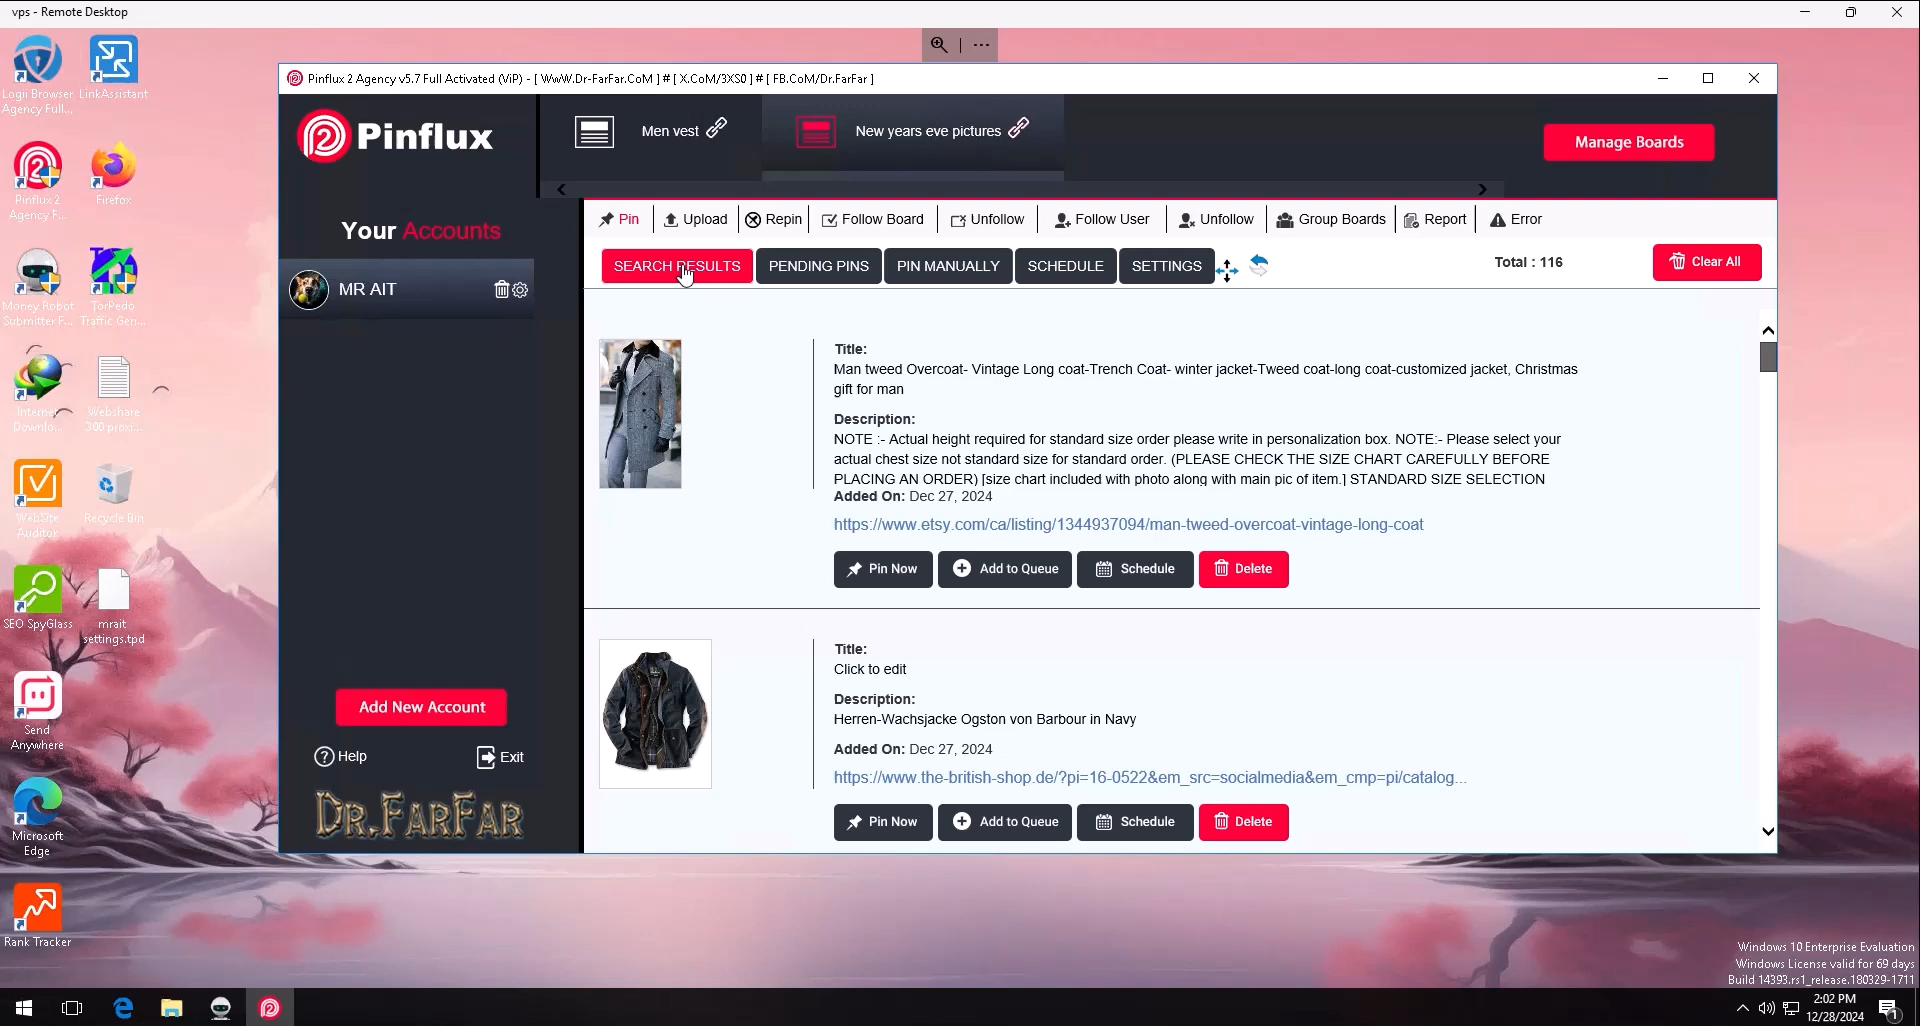 vps - Remote Desktop
Pinflux 2 Agency v5.7 Full Activated (ViP) - [ WwW.Dr-FarFar.CoM ] # [ X.CoM/3XS0 ] # [ FB.CoM/Dr.FarFar ]
Logii Browser Agency Full...
LinkAssistant
Pinflux 2 Agency F...
Firefox
Money Robot Submitter F...
TorPedo Traffic Gen...
Internet Downlo...
Webshare 300 proxi...
WebSite Auditor
Recycle Bin
SEO SpyGlass
mrait settings.tpd
Send Anywhere
Microsoft Edge
Rank Tracker
Pinflux
Men vest
New years eve pictures
Manage Boards
Your Accounts
MR AIT
Add New Account
Help
Exit
DR.FARFAR
Pin
Upload
Repin
Follow Board
Unfollow
Follow User
Unfollow
Group Boards
Report
Error
SEARCH RESULTS
PENDING PINS
PIN MANUALLY
SCHEDULE
SETTINGS
Total : 116
Clear All
Title:
Man tweed Overcoat- Vintage Long coat-Trench Coat- winter jacket-Tweed coat-long coat-customized jacket, Christmas
gift for man
Description:
NOTE :- Actual height required for standard size order please write in personalization box. NOTE:- Please select your
actual chest size not standard size for standard order. (PLEASE CHECK THE SIZE CHART CAREFULLY BEFORE
PLACING AN ORDER) [size chart included with photo along with main pic of item.] STANDARD SIZE SELECTION
Added On: Dec 27, 2024
https://www.etsy.com/ca/listing/1344937094/man-tweed-overcoat-vintage-long-coat
Pin Now
Add to Queue
Schedule
Delete
Title:
Click to edit
Description:
Herren-Wachsjacke Ogston von Barbour in Navy
Added On: Dec 27, 2024
https://www.the-british-shop.de/?pi=16-0522&em_src=socialmedia&em_cmp=pi/catalog...
Pin Now
Add to Queue
Schedule
Delete
Windows 10 Enterprise Evaluation
Windows License valid for 69 days
Build 14393.rs1_release.180329-1711
2:02 PM
12/28/2024
1